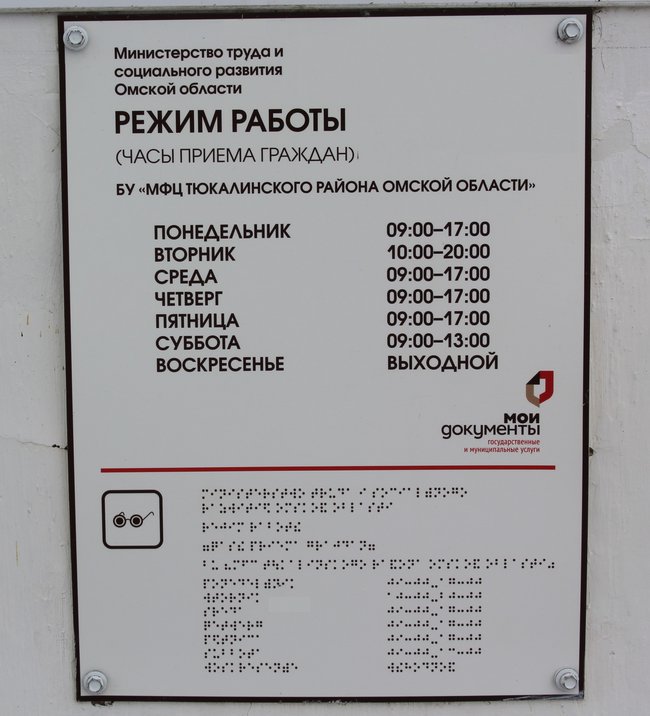 Министерство труда и
социального развития
Омской области
РЕЖИМ РАБОТЫ
(ЧАСЫ ПРИЕМА ГРАЖДАН)
БУ «МФЦ ТЮКАЛИНСКОГО РАЙОНА ОМСКОЙ ОБЛАСТИ»
ПОНЕДЕЛЬНИК 09:00–17:00
ВТОРНИК 10:00–20:00
СРЕДА 09:00–17:00
ЧЕТВЕРГ 09:00–17:00
ПЯТНИЦА 09:00–17:00
СУББОТА 09:00–13:00
ВОСКРЕСЕНЬЕ ВЫХОДНОЙ
МОИ
документы
государственные
и муниципальные услуги